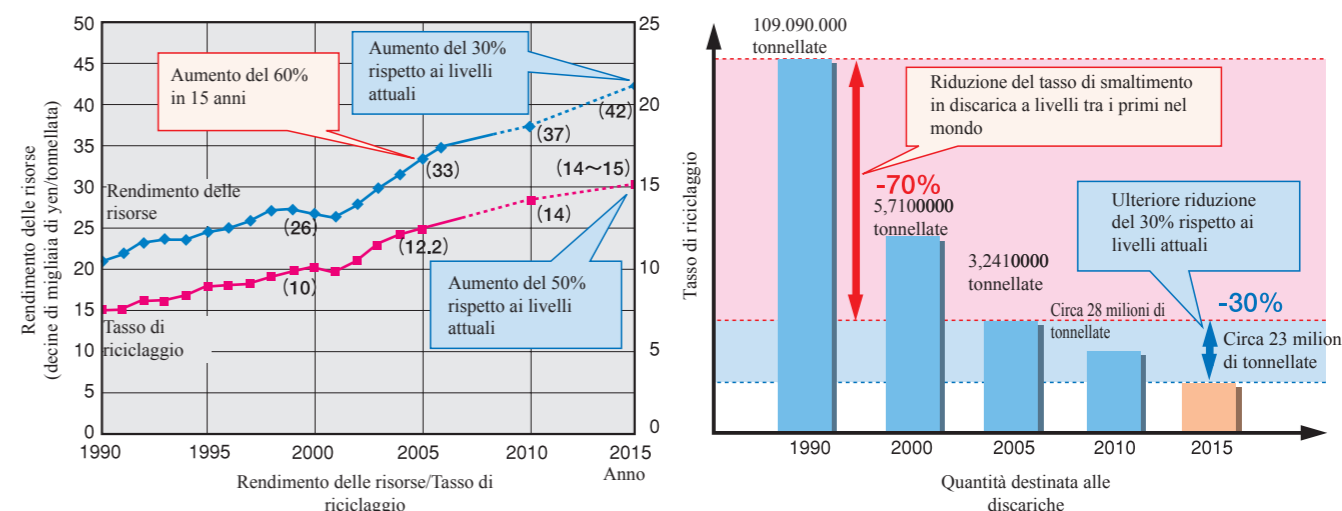 50
45
40
35
30
25
20
15
10
5
0
Rendimento delle risorse
(decine di migliaia di yen/tonnellata)
25
20
15
10
5
0
Aumento del 60%
in 15 anni
Aumento del 30%
rispetto ai livelli
attuali
(42)
(37)
(33)
(14～15)
Rendimento delle
risorse
(26)
(14)
(12.2)
(10)
Aumento del 50%
rispetto ai livelli
attuali
Tasso di
riciclaggio
1990
1995
2000
2005
2010
2015
Anno
Rendimento delle risorse/Tasso di
riciclaggio
Tasso di riciclaggio
109.090.000
tonnellate
Riduzione del tasso di smaltimento
in discarica a livelli tra i primi nel
mondo
-70%
5,7100000
tonnellate
Ulteriore riduzione
del 30% rispetto ai
livelli attuali
3,2410000
tonnellate
-30%
Circa 28 milioni di
tonnellate
Circa 23 milion
di tonnellate
1990
2000
2005
2010
2015
Quantità destinata alle
discariche